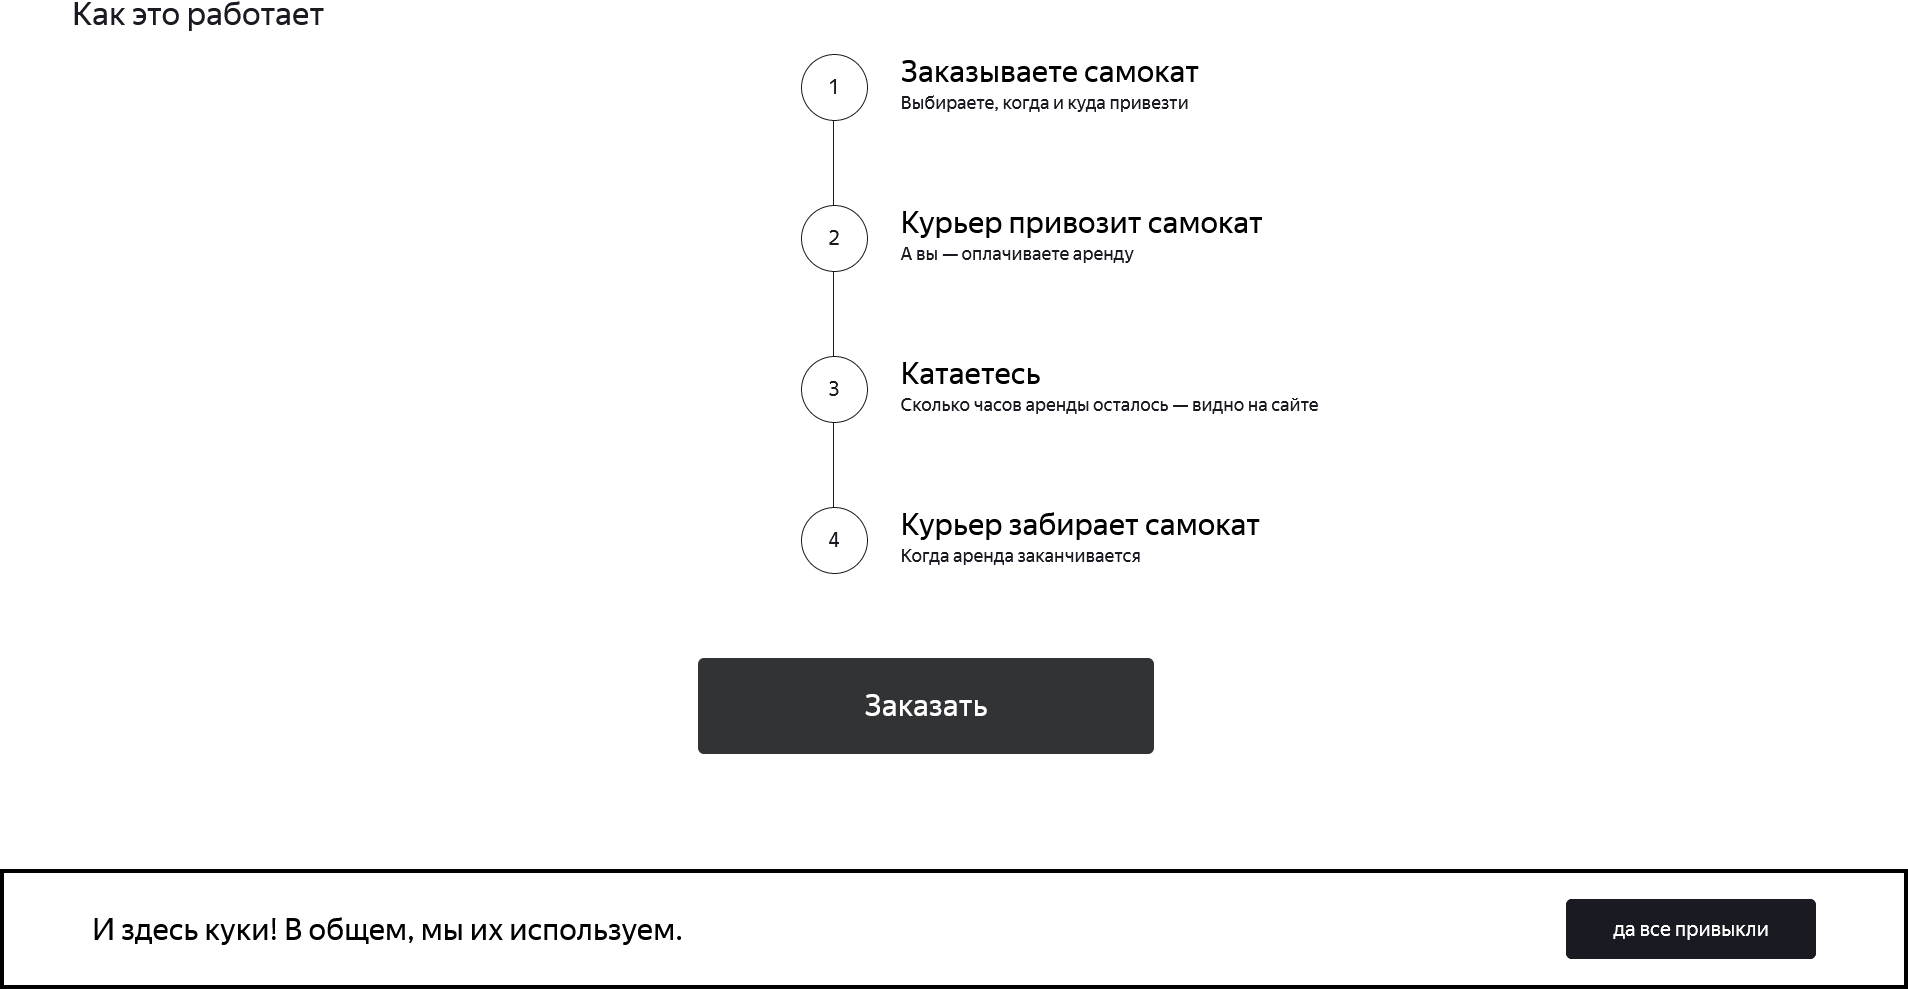 Как это работает
1
Заказываете самокат
Выбираете, когда и куда привезти
2
Курьер привозит самокат
А вы — оплачиваете аренду
3
Катаетесь
Сколько часов аренды осталось — видно на сайте
4
Курьер забирает самокат
Когда аренда заканчивается
Заказать
И здесь куки! В общем, мы их используем.
да все привыкли